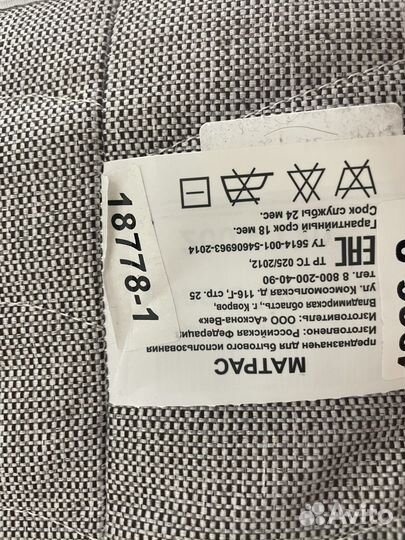 МАТРАС
предназначен для бытового использования
Изготовлено: Российская Федерация
Изготовитель: ООО «Аскона-Век»
Владимирская область, г. Ковров,
ул. Комсомольская, д. 116-Г, стр. 25
тел. 8 800-200-40-90
ЕАС
ТР ТС 025/2012,
ТУ 5614-001-54606963-2014
Гарантийный срок 18 мес.
Срок службы 24 мес.
18778-1
Avito